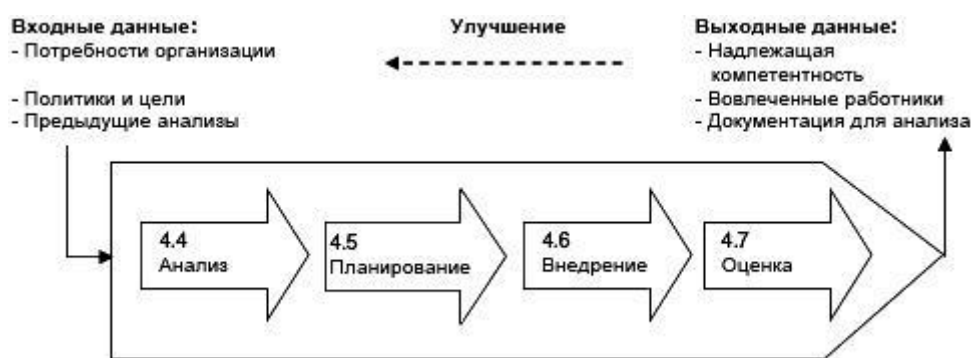 Входные данные:
- Потребности организации
- Политики и цели
- Предыдущие анализы
Улучшение
Выходные данные:
- Надлежащая
компетентность
- Вовлеченные работники
- Документация для анализа
4.4
Анализ
4.5
Планирование
4.6
Внедрение
4.7
Оценка